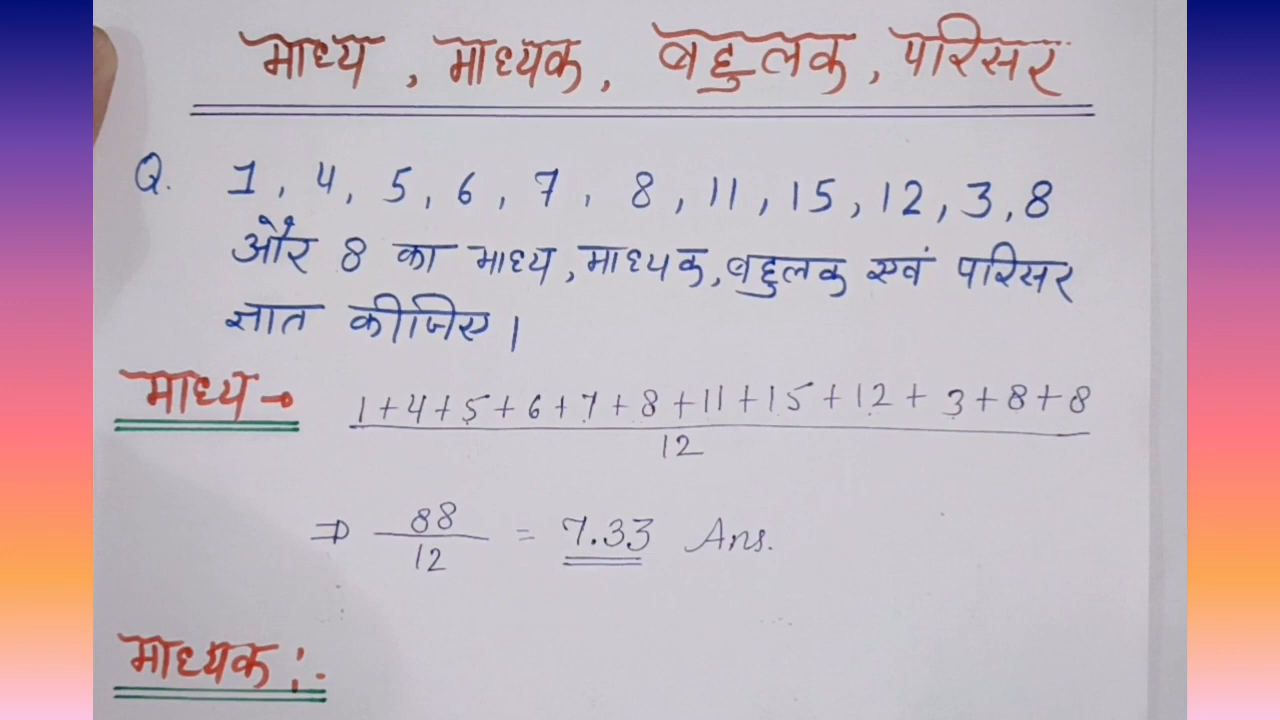 माध्य , माध्यक, बहुलक, परिसर
Q. 1, 4, 5, 6, 7, 8, 11, 15, 12, 3, 8
और 8 का माध्य, माध्यक, बहुलक एवं परिसर
ज्ञात कीजिए।
माध्य → 1+4+5+6+7+8+11+15+12+3+8+8
12
⇒ 88 = 7.33 Ans.
12
माध्यक :-